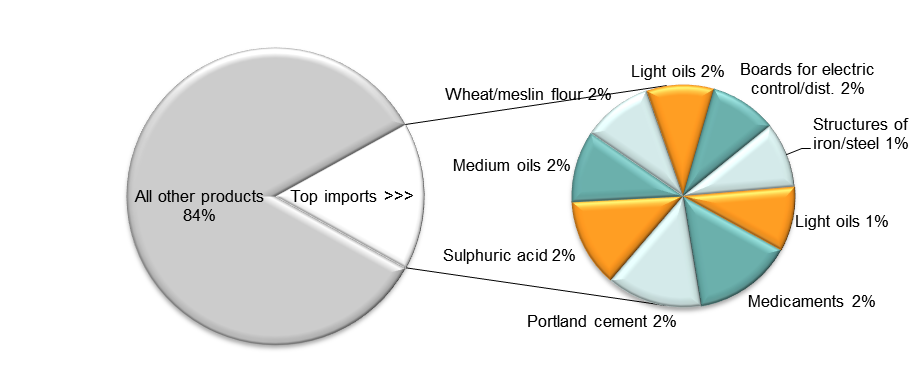 All other products
84%
Top imports >>>
Wheat/meslin flour 2%
Light oils 2%
Boards for electric
control/dist. 2%
Structures of
iron/steel 1%
Light oils 1%
Medicaments 2%
Portland cement 2%
Sulphuric acid 2%
Medium oils 2%